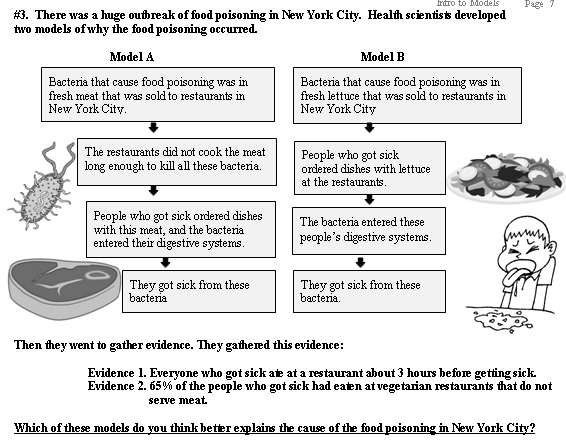 Intro to Models Page 7
#3. There was a huge outbreak of food poisoning in New York City. Health scientists developed
two models of why the food poisoning occurred.
Model A
Model B
Bacteria that cause food poisoning was in
fresh meat that was sold to restaurants in
New York City.
The restaurants did not cook the meat
long enough to kill all these bacteria.
People who got sick ordered dishes
with this meat, and the bacteria
entered their digestive systems.
They got sick from these
bacteria
Bacteria that cause food poisoning was in
fresh lettuce that was sold to restaurants in
New York City
People who got sick
ordered dishes with lettuce
at the restaurants.
The bacteria entered these
people's digestive systems.
They got sick from these
bacteria.
Then they went to gather evidence. They gathered this evidence:
Evidence 1. Everyone who got sick ate at a restaurant about 3 hours before getting sick.
Evidence 2. 65% of the people who got sick had eaten at vegetarian restaurants that do not
serve meat.
Which of these models do you think better explains the cause of the food poisoning in New York City?